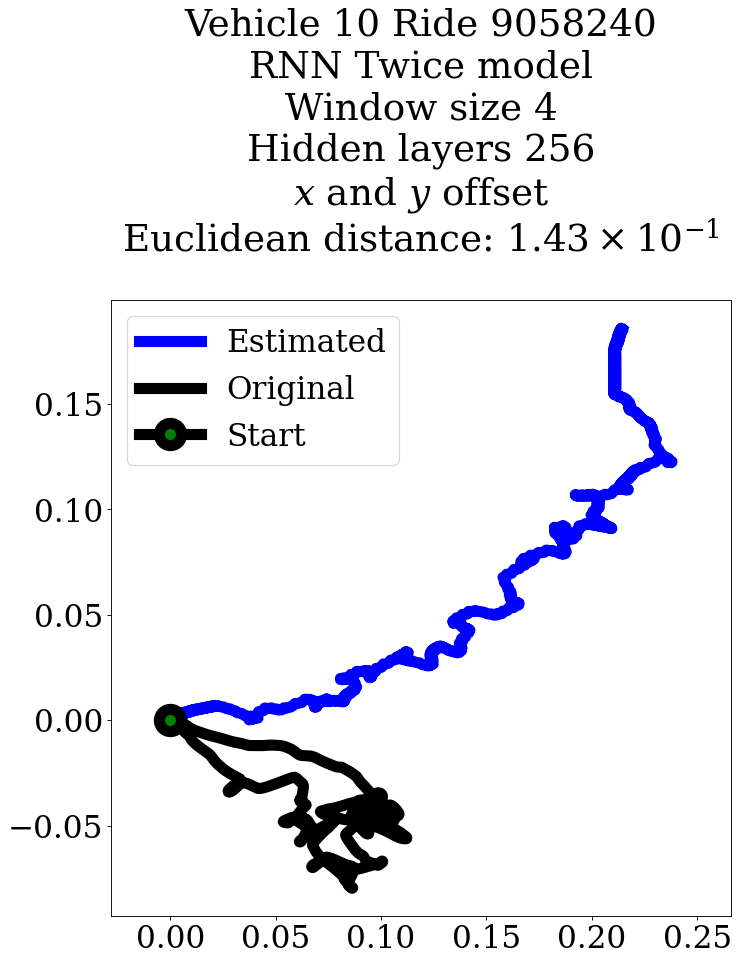 Vehicle 10 Ride 9058240
RNN Twice model
Window size 4
Hidden layers 256
x and y offset
Euclidean distance: 1.43 × 10⁻¹
Estimated
Original
Start
0.15
0.10
0.05
0.00
−0.05
0.00 0.05 0.10 0.15 0.20 0.25